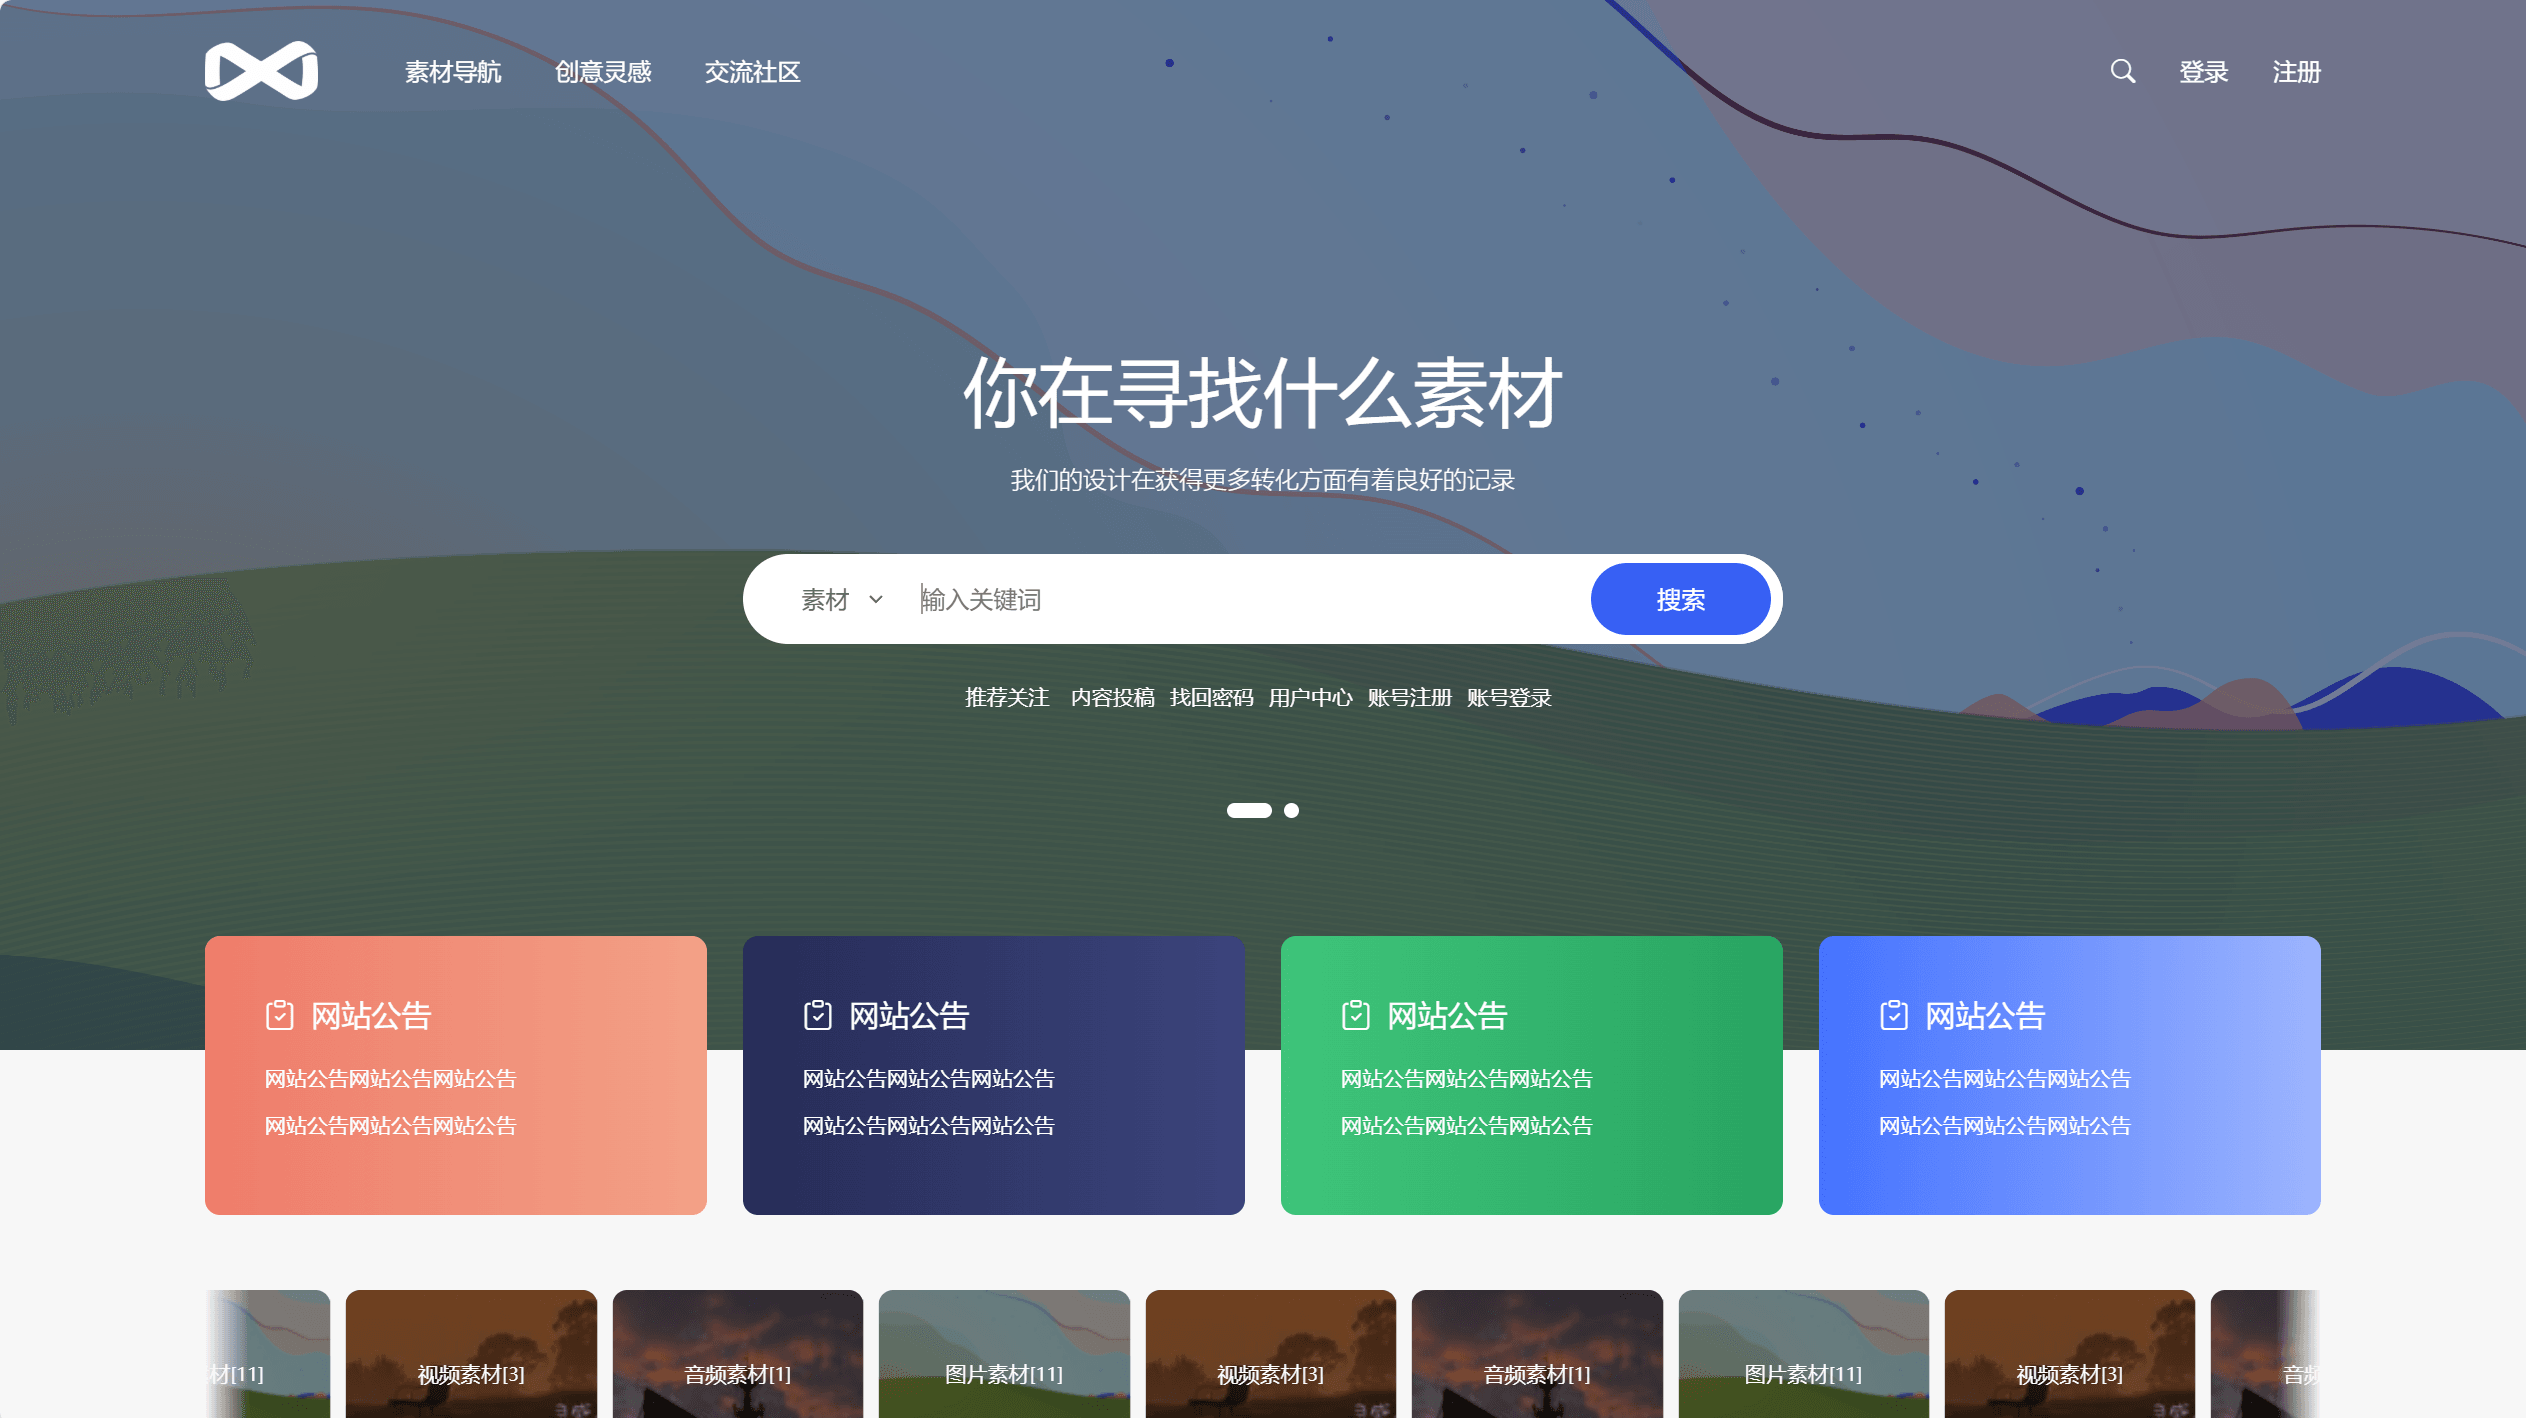 素材导航 创意灵感 交流社区 登录 注册
你在寻找什么素材
我们的设计在获得更多转化方面有着良好的记录
素材 输入关键词 搜索
推荐关注 内容投稿 找回密码 用户中心 账号注册 账号登录
网站公告 网站公告 网站公告 网站公告
网站公告网站公告网站公告 网站公告网站公告网站公告 网站公告网站公告网站公告 网站公告网站公告网站公告
网站公告网站公告网站公告 网站公告网站公告网站公告 网站公告网站公告网站公告 网站公告网站公告网站公告
材[11] 视频素材[3] 音频素材[1] 图片素材[11] 视频素材[3] 音频素材[1] 图片素材[11] 视频素材[3] 音频